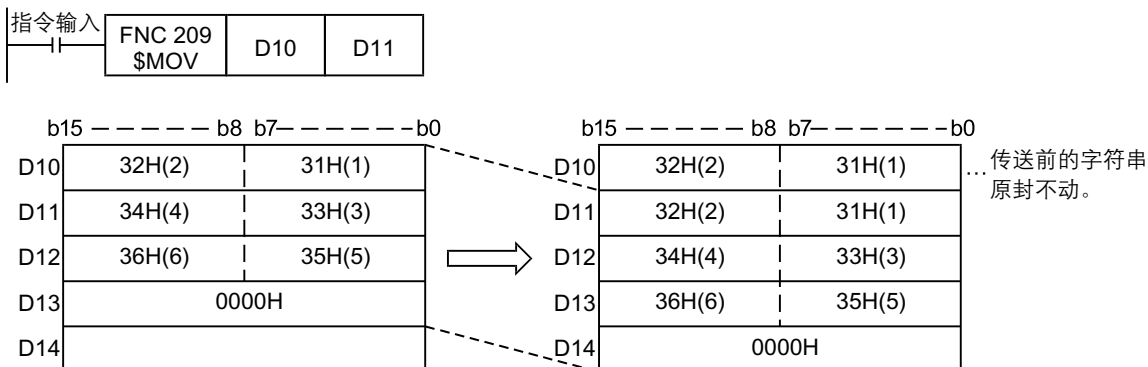 指令输入
FNC 209
$MOV D10 D11
b15 b8 b7 b0 b15 b8 b7 b0
D10 32H(2) 31H(1) D10 32H(2) 31H(1) …传送前的字符串
原封不动。
D11 34H(4) 33H(3) D11 32H(2) 31H(1)
D12 36H(6) 35H(5) D12 34H(4) 33H(3)
D13 0000H D13 36H(6) 35H(5)
D14 D14 0000H